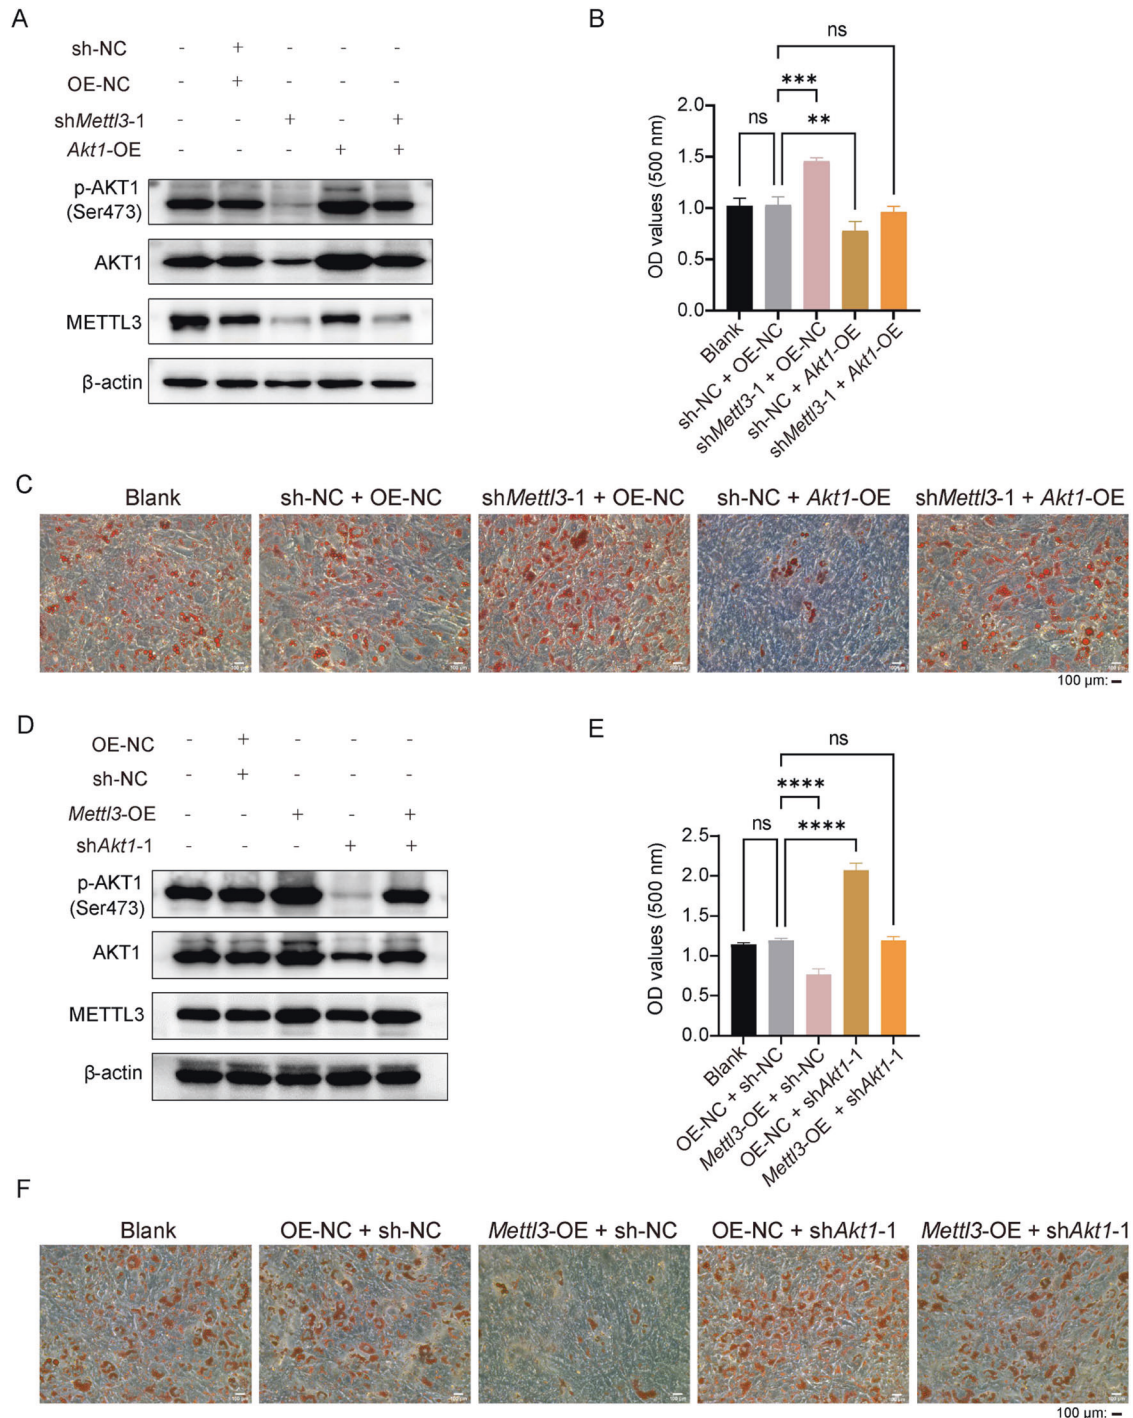 A
sh-NC - + - - -
OE-NC - + - - -
shMettl3-1 - - + - +
Akt1-OE - - - + +
p-AKT1
(Ser473)
AKT1
METTL3
β-actin
B
ns
***
ns
**
OD values (500 nm)
2.0
1.5
1.0
0.5
0.0
Blank
sh-NC + OE-NC
shMettl3-1 + OE-NC
sh-NC + Akt1-OE
shMettl3-1 + Akt1-OE
C
Blank
sh-NC + OE-NC
shMettl3-1 + OE-NC
sh-NC + Akt1-OE
shMettl3-1 + Akt1-OE
100 μm:
D
OE-NC - + - - -
sh-NC - + - - -
Mettl3-OE - - + - +
shAkt1-1 - - - + +
p-AKT1
(Ser473)
AKT1
METTL3
β-actin
E
ns
****
ns
****
OD values (500 nm)
2.5
2.0
1.5
1.0
0.5
0.0
Blank
OE-NC + sh-NC
Mettl3-OE + sh-NC
OE-NC + shAkt1-1
Mettl3-OE + shAkt1-1
F
Blank
OE-NC + sh-NC
Mettl3-OE + sh-NC
OE-NC + shAkt1-1
Mettl3-OE + shAkt1-1
100 μm: